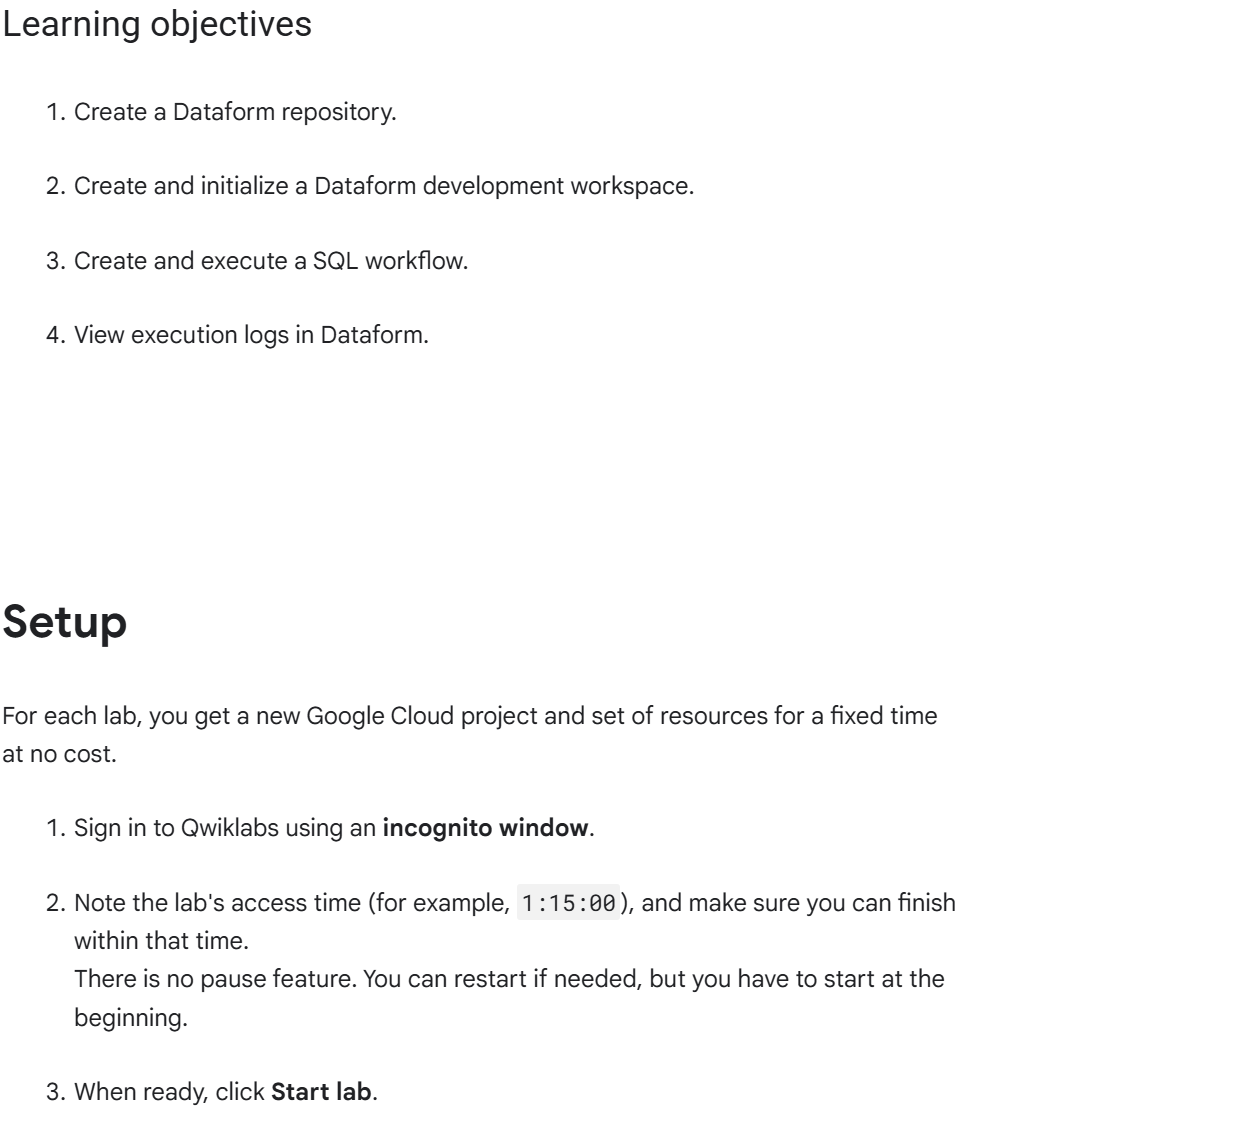 Learning objectives
1. Create a Dataform repository.
2. Create and initialize a Dataform development workspace.
3. Create and execute a SQL workflow.
4. View execution logs in Dataform.
Setup
For each lab, you get a new Google Cloud project and set of resources for a fixed time
at no cost.
1. Sign in to Qwiklabs using an incognito window.
2. Note the lab's access time (for example, 1:15:00), and make sure you can finish
within that time.
There is no pause feature. You can restart if needed, but you have to start at the
beginning.
3. When ready, click Start lab.